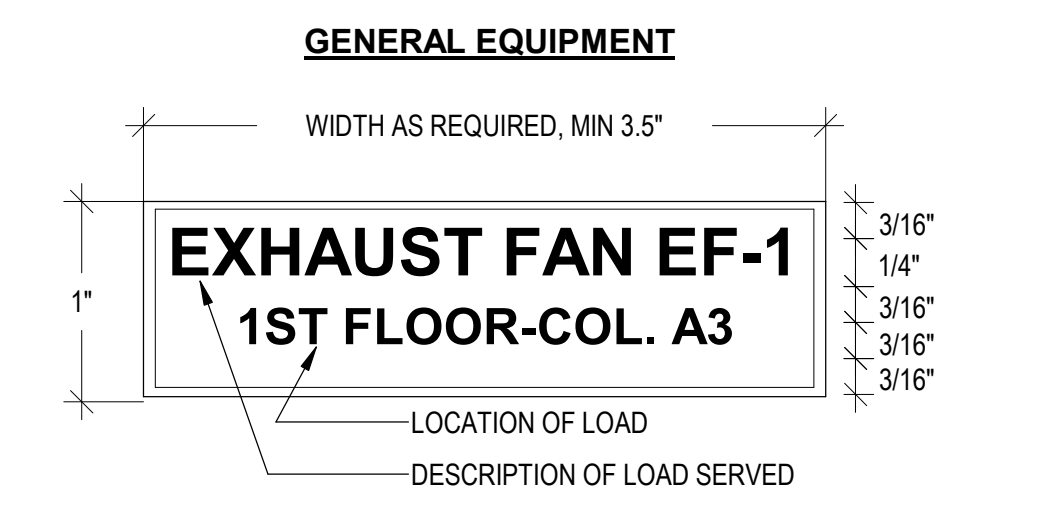 GENERAL EQUIPMENT
WIDTH AS REQUIRED, MIN 3.5"
EXHAUST FAN EF-1
1ST FLOOR-COL. A3
1"
3/16"
1/4"
3/16"
3/16"
3/16"
LOCATION OF LOAD
DESCRIPTION OF LOAD SERVED